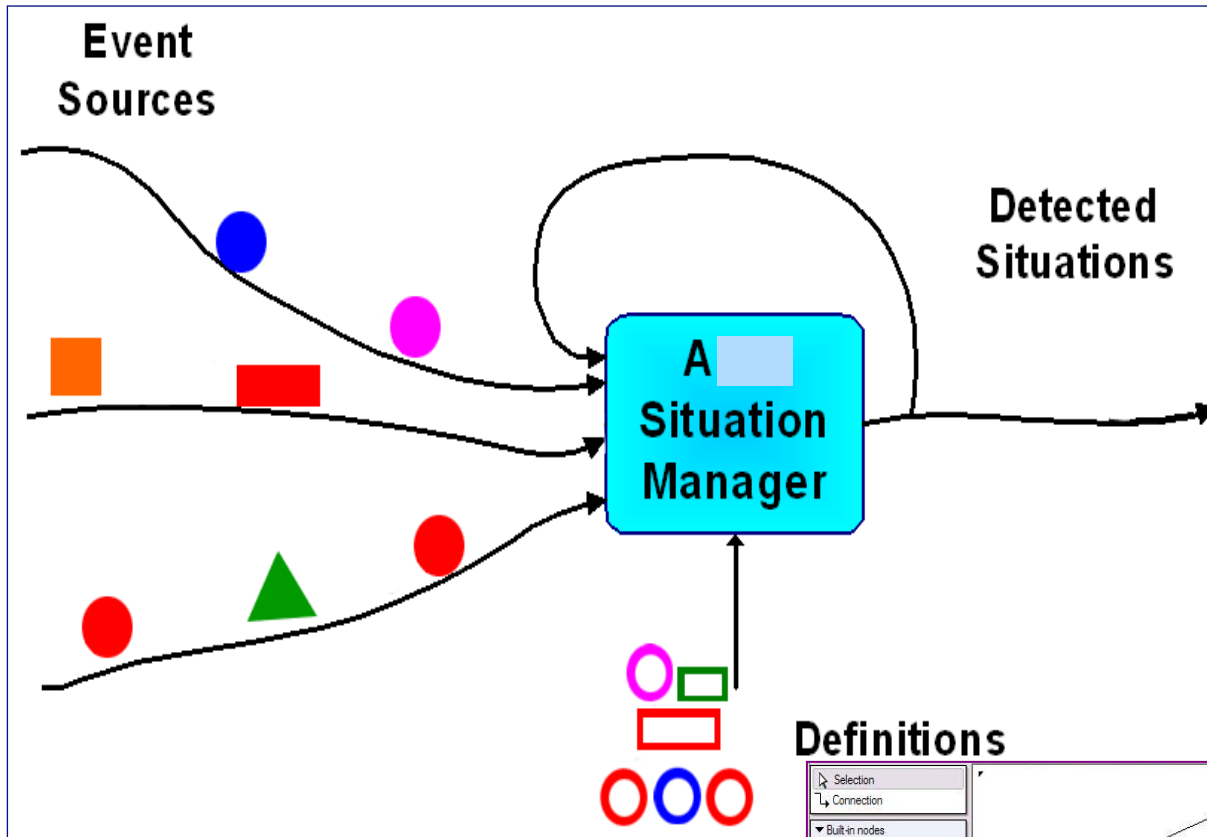 Event
Sources
Detected
Situations
A
Situation
Manager
Definitions
Selection
Connection
Built-in nodes